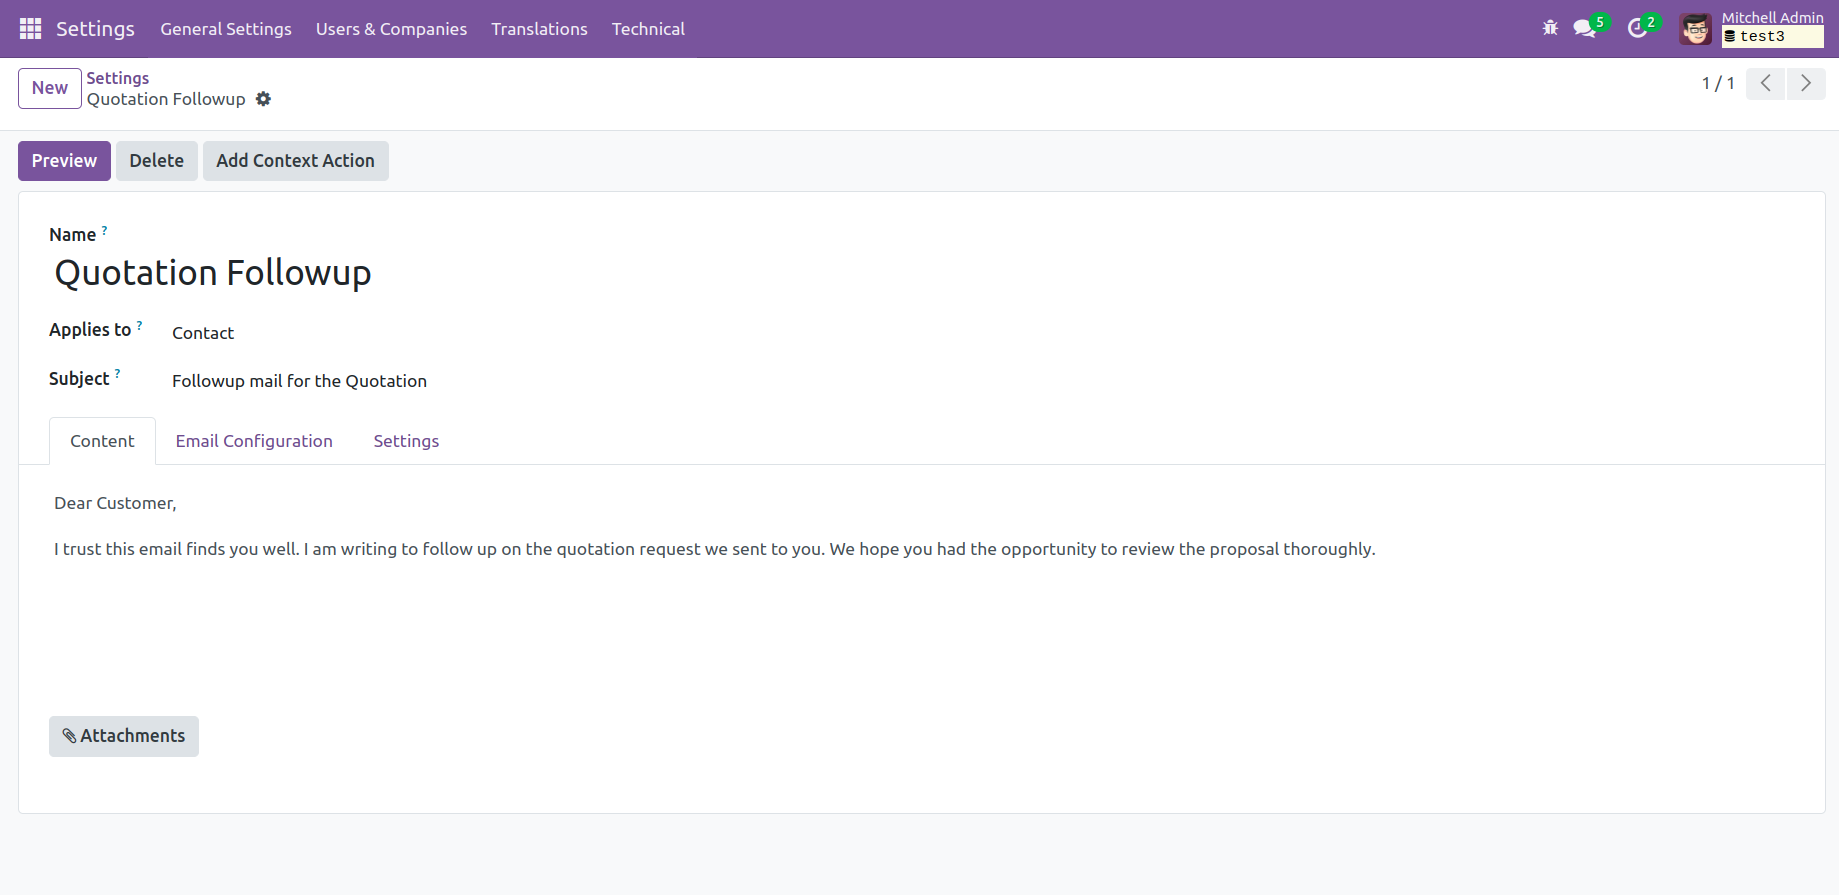 Settings General Settings Users & Companies Translations Technical 5 2 Mitchell Admin
test3
New Settings 1 / 1
Quotation Followup
Preview Delete Add Context Action
Name ?
Quotation Followup
Applies to ? Contact
Subject ? Followup mail for the Quotation
Content Email Configuration Settings
Dear Customer,
I trust this email finds you well. I am writing to follow up on the quotation request we sent to you. We hope you had the opportunity to review the proposal thoroughly.
Attachments